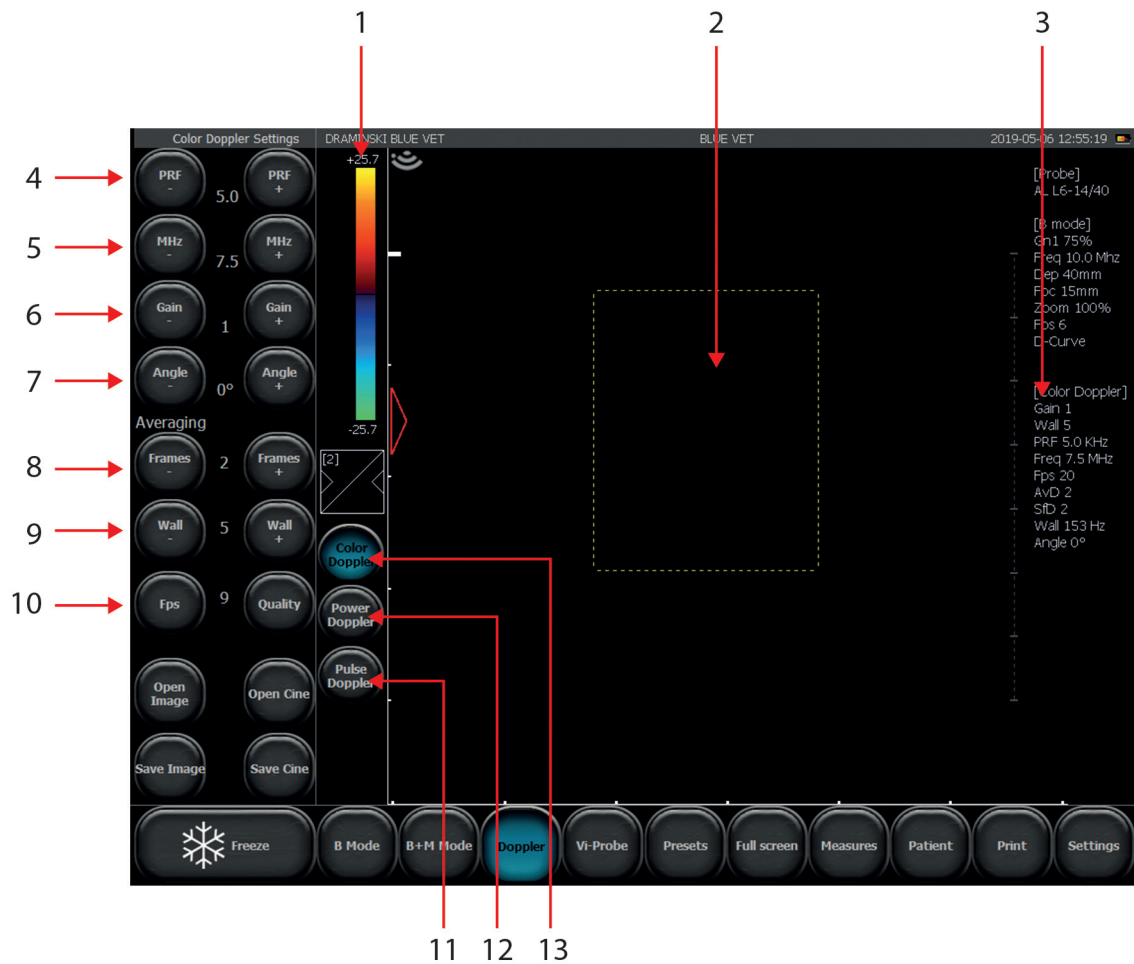 1 2 3
Color Doppler Settings DRAMINSKI BLUE VET BLUE VET 2019-05-06 12:55:19
4 PRF - 5.0 PRF +
5 MHz - 7.5 MHz +
6 Gain - 1 Gain +
7 Angle - 0° Angle +
Averaging
8 Frames - 2 Frames +
9 Wall - 5 Wall +
10 Fps 9 Quality
Open Image Open Cine
Save Image Save Cine
+25.7
-25.7
[2]
Color Doppler
Power Doppler
Pulse Doppler
[Probe]
AL L6-14/40
[B mode]
Gn1 75%
Freq 10.0 Mhz
Dep 40mm
Foc 15mm
Zoom 100%
Fps 6
D-Curve
[Color Doppler]
Gain 1
Wall 5
PRF 5.0 KHz
Freq 7.5 MHz
Fps 20
AvD 2
SfD 2
Wall 153 Hz
Angle 0°
Freeze B Mode B+M Mode Doppler Vi-Probe Presets Full screen Measures Patient Print Settings
11 12 13